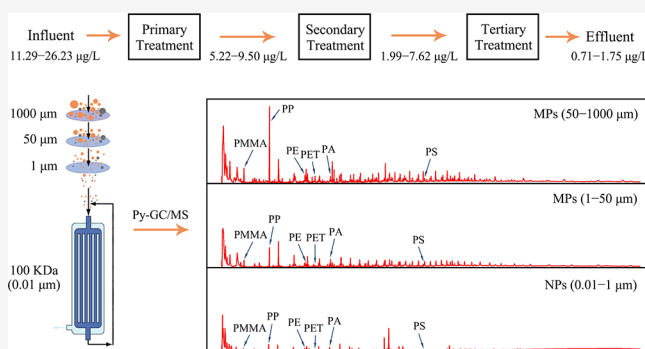 Influent
11.29−26.23 μg/L
Primary
Treatment
5.22−9.50 μg/L
Secondary
Treatment
1.99−7.62 μg/L
Tertiary
Treatment
Effluent
0.71−1.75 μg/L
1000 μm
50 μm
1 μm
100 KDa
(0.01 μm)
Py-GC/MS
MPs (50−1000 μm)
PMMA
PP
PE
PET
PA
PS
MPs (1−50 μm)
PMMA
PP
PE
PET
PA
PS
NPs (0.01−1 μm)
PMMA
PP
PE
PET
PA
PS